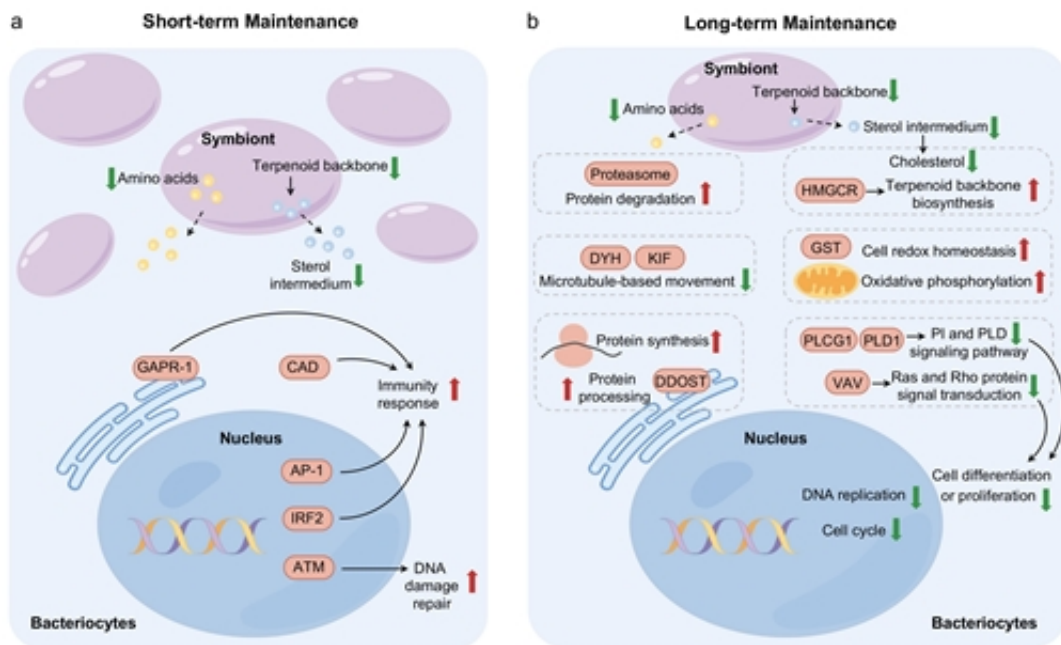 a
Short-term Maintenance
Symbiont
Amino acids
Terpenoid backbone
Sterol
intermedium
GAPR-1
CAD
Immunity
response
Nucleus
AP-1
IRF2
ATM
DNA
damage
repair
Bacteriocytes
b
Long-term Maintenance
Symbiont
Terpenoid backbone
Amino acids
Sterol intermedium
Cholesterol
Proteasome
Protein degradation
HMGCR
Terpenoid backbone
biosynthesis
DYH
KIF
Microtubule-based movement
GST
Cell redox homeostasis
Oxidative phosphorylation
Protein synthesis
Protein
processing
DDOST
PLCG1
PLD1
PI and PLD
signaling pathway
VAV
Ras and Rho protein
signal transduction
Nucleus
Cell differentiation
or proliferation
DNA replication
Cell cycle
Bacteriocytes